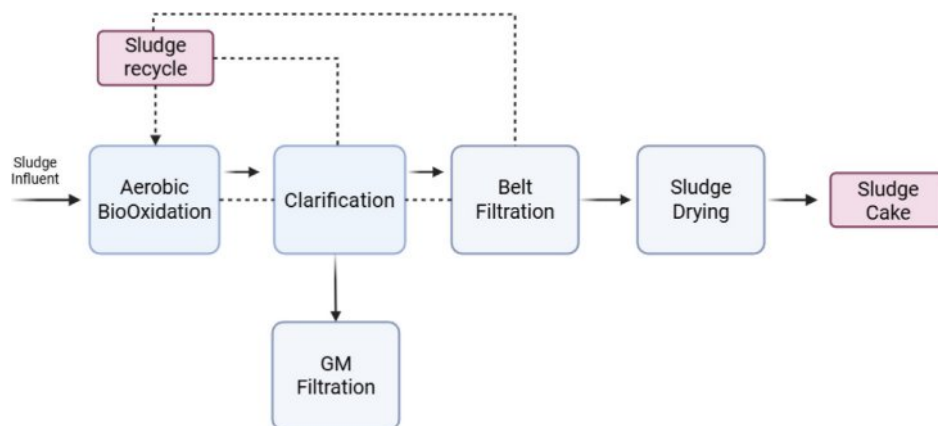 Sludge
recycle
Sludge
Influent
Aerobic
BioOxidation
Clarification
Belt
Filtration
Sludge
Drying
Sludge
Cake
GM
Filtration